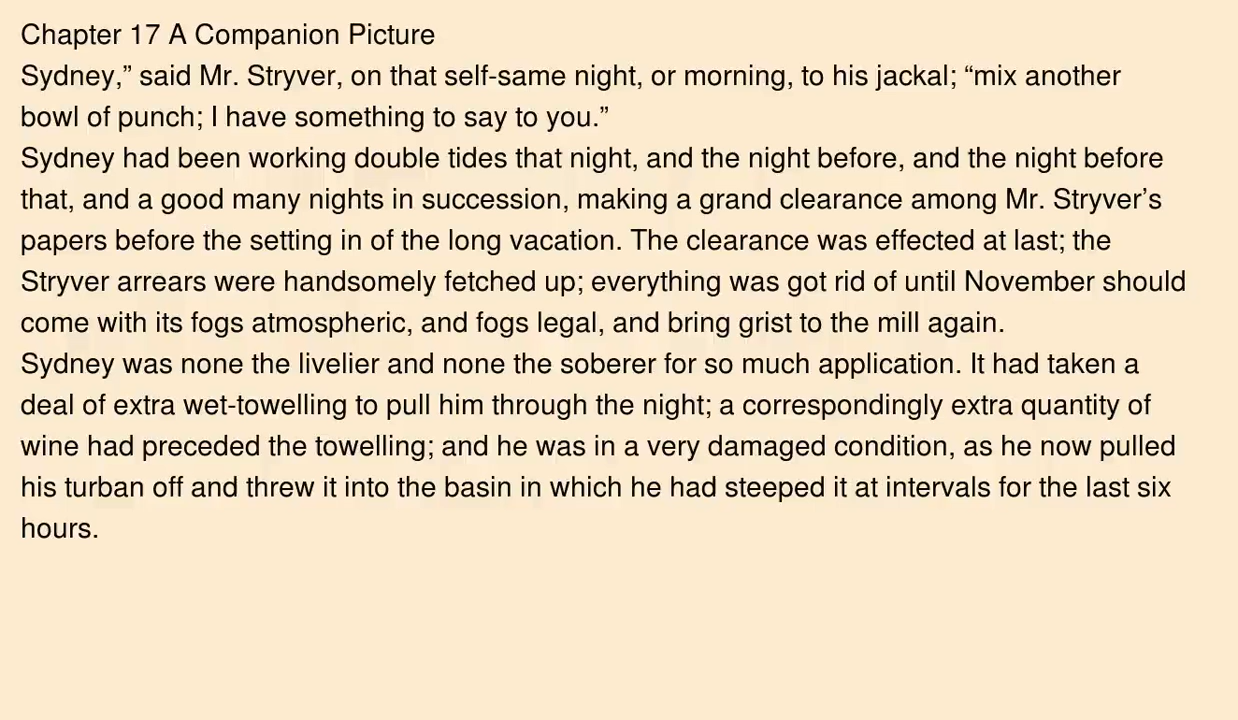 Chapter 17 A Companion Picture
Sydney,” said Mr. Stryver, on that self-same night, or morning, to his jackal; “mix another
bowl of punch; I have something to say to you.”
Sydney had been working double tides that night, and the night before, and the night before
that, and a good many nights in succession, making a grand clearance among Mr. Stryver’s
papers before the setting in of the long vacation. The clearance was effected at last; the
Stryver arrears were handsomely fetched up; everything was got rid of until November should
come with its fogs atmospheric, and fogs legal, and bring grist to the mill again.
Sydney was none the livelier and none the soberer for so much application. It had taken a
deal of extra wet-towelling to pull him through the night; a correspondingly extra quantity of
wine had preceded the towelling; and he was in a very damaged condition, as he now pulled
his turban off and threw it into the basin in which he had steeped it at intervals for the last six
hours.